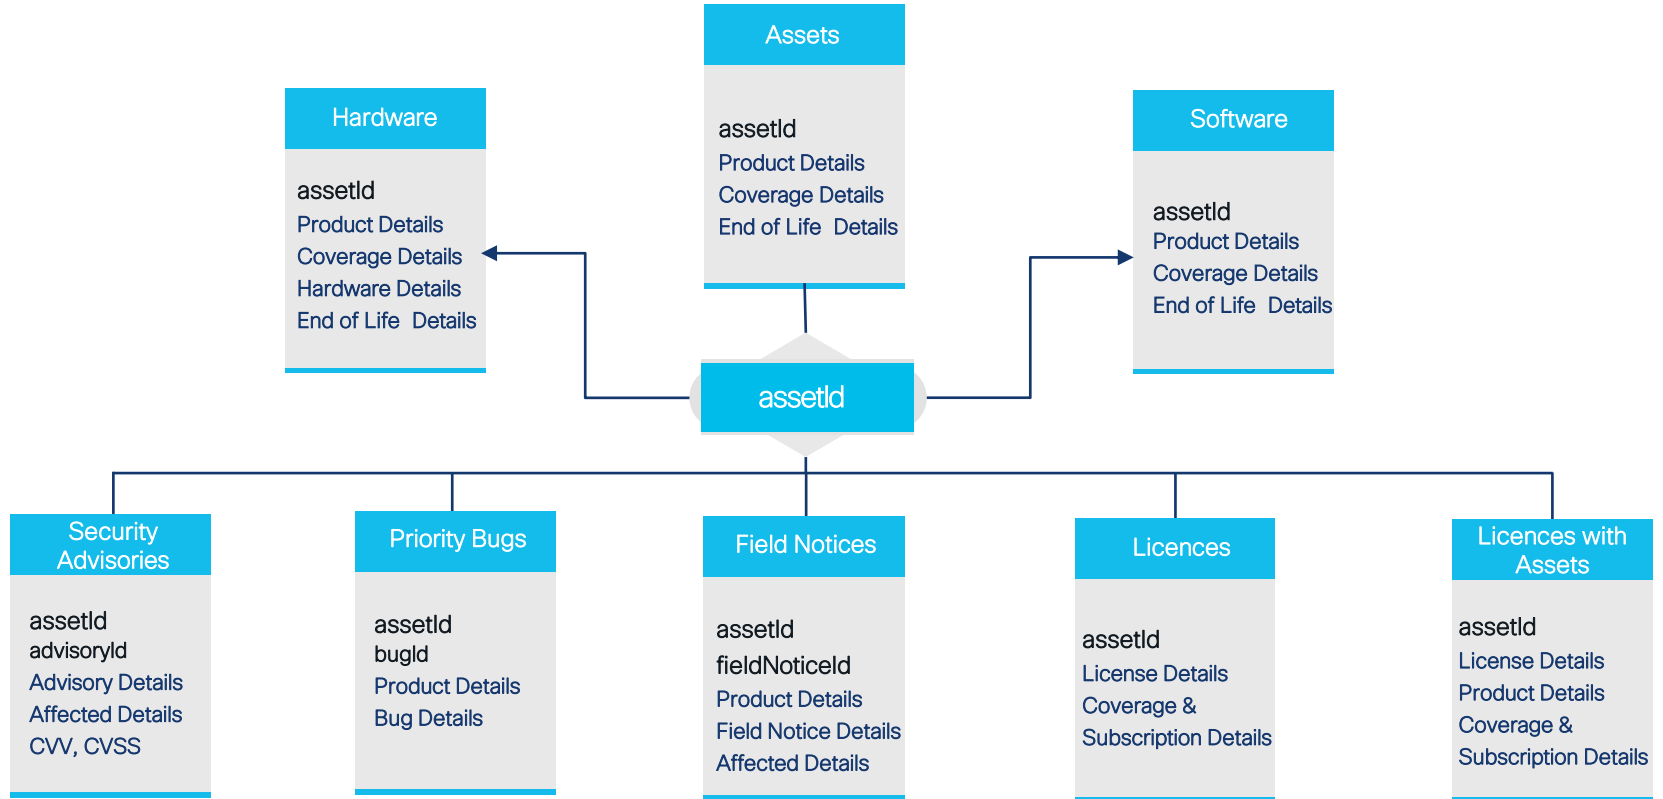 Assets
assetId
Product Details
Coverage Details
End of Life Details
Hardware
assetId
Product Details
Coverage Details
Hardware Details
End of Life Details
Software
assetId
Product Details
Coverage Details
End of Life Details
assetId
Security
Advisories
assetId
advisoryId
Advisory Details
Affected Details
CVV, CVSS
Priority Bugs
assetId
bugId
Product Details
Bug Details
Field Notices
assetId
fieldNoticeId
Product Details
Field Notice Details
Affected Details
Licences
assetId
License Details
Coverage &
Subscription Details
Licences with
Assets
assetId
License Details
Product Details
Coverage &
Subscription Details